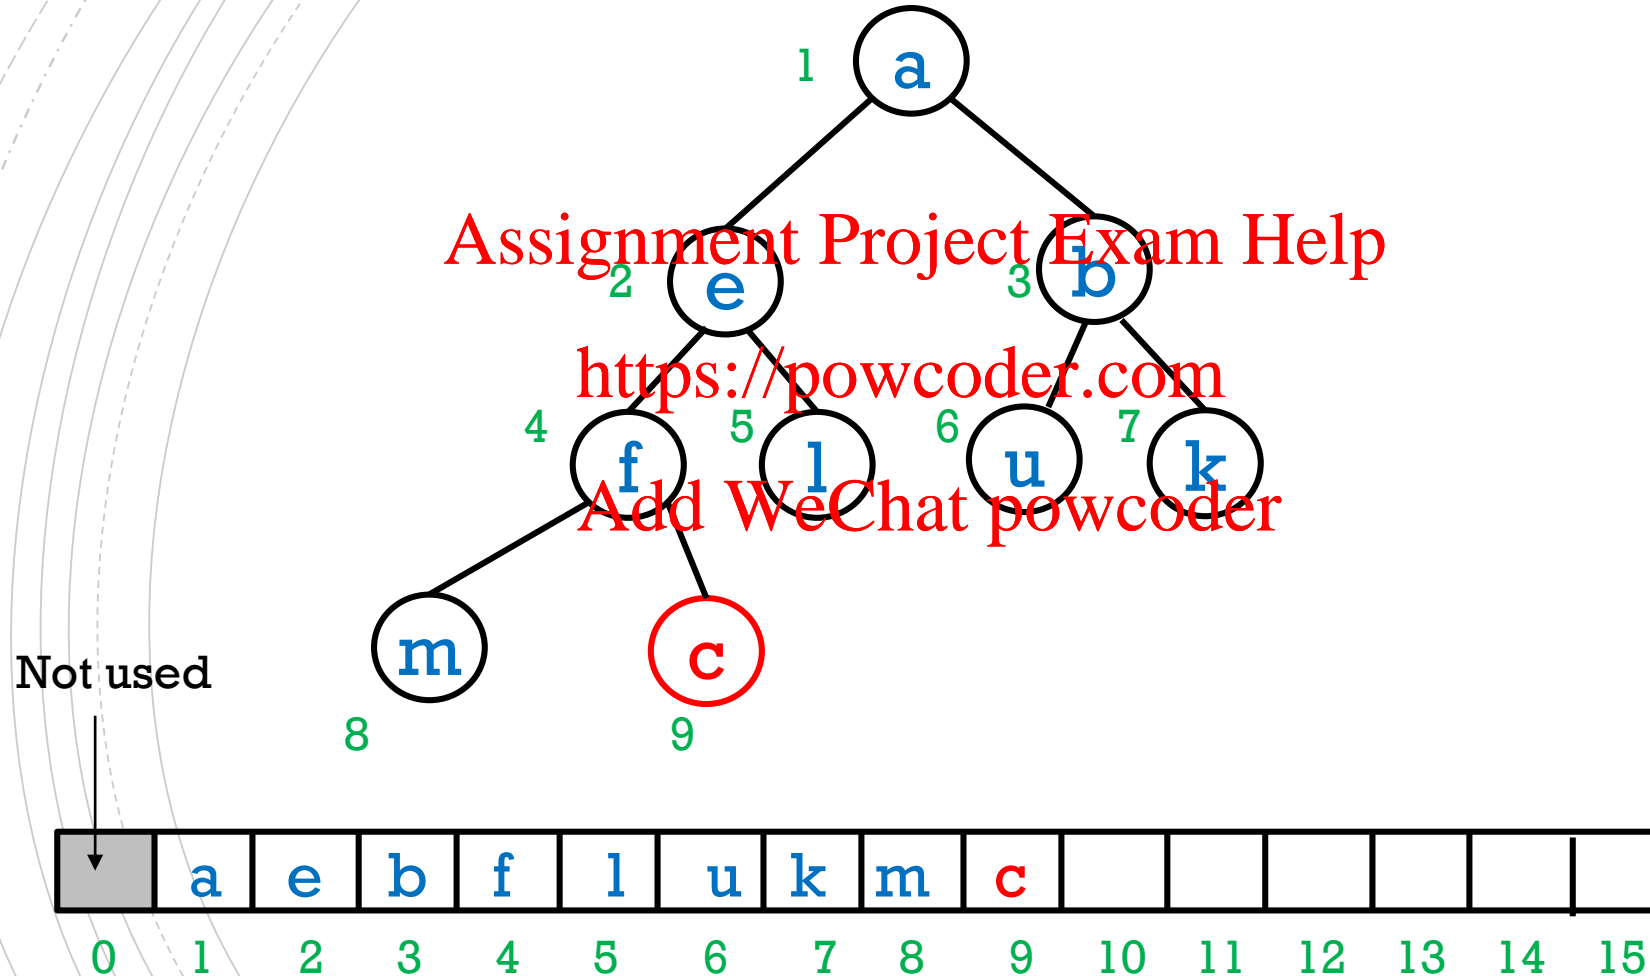 1 a
Assignment Project Exam Help
2 e 3 b
https://powcoder.com
4 f 5 l 6 u 7 k
Add WeChat powcoder
m c
Not used
8 9
a e b f l u k m c
0 1 2 3 4 5 6 7 8 9 10 11 12 13 14 15